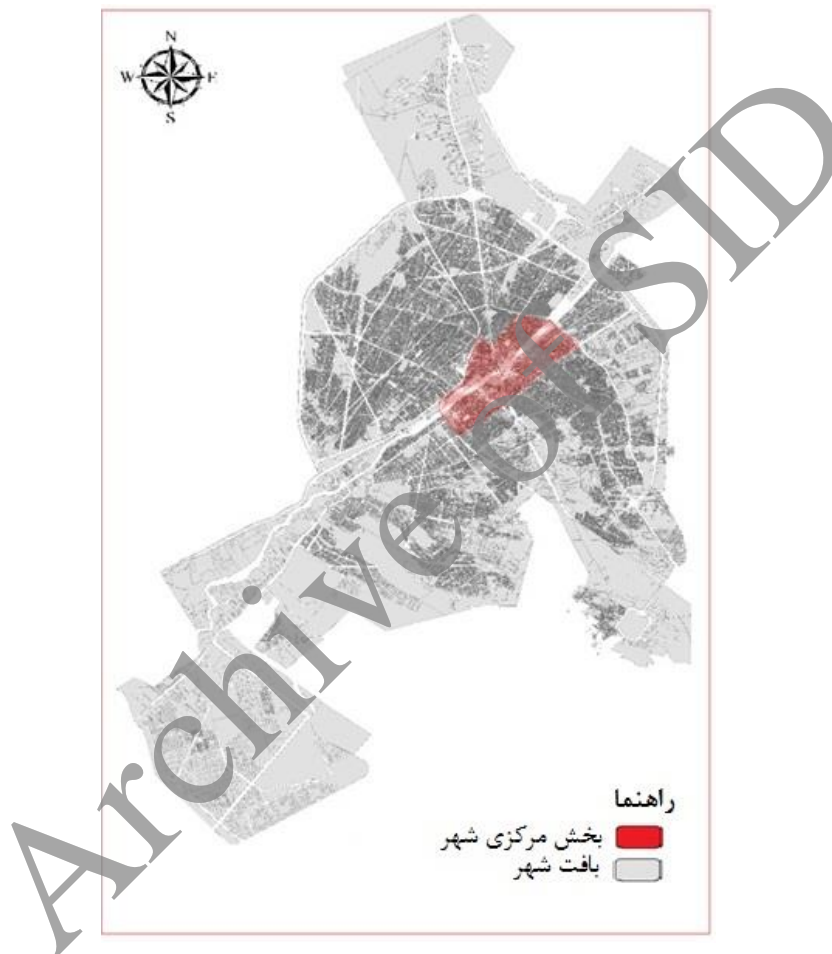 N
W E
S
راهنما
بخش مرکزی شهر
بافت شهر
Archive of SID